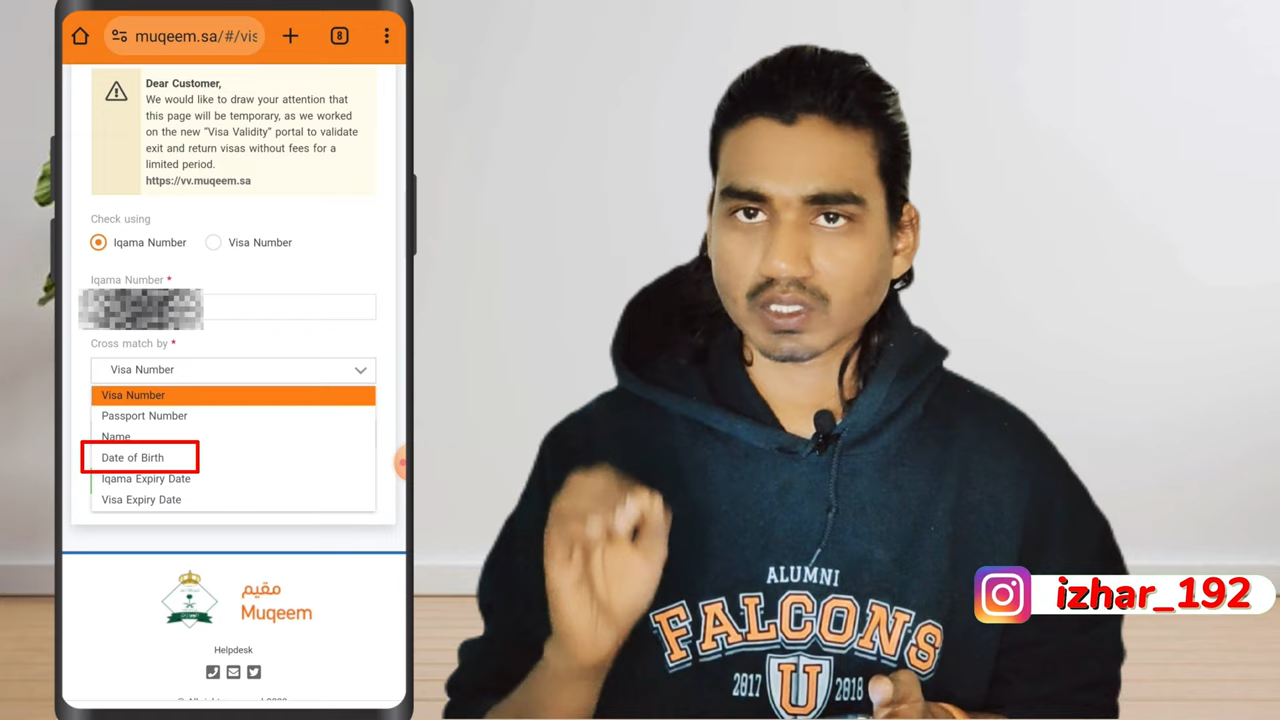 muqeem.sa/#/vis
8
Dear Customer,
We would like to draw your attention that
this page will be temporary, as we worked
on the new "Visa Validity" portal to validate
exit and return visas without fees for a
limited period.
https://vv.muqeem.sa
Check using
Iqama Number
Visa Number
Iqama Number *
Cross match by *
Visa Number
Visa Number
Passport Number
Name
Date of Birth
Iqama Expiry Date
Visa Expiry Date
مقيم
Muqeem
Helpdesk
ALUMNI
FALCONS
2017 U 2018
izhar_192